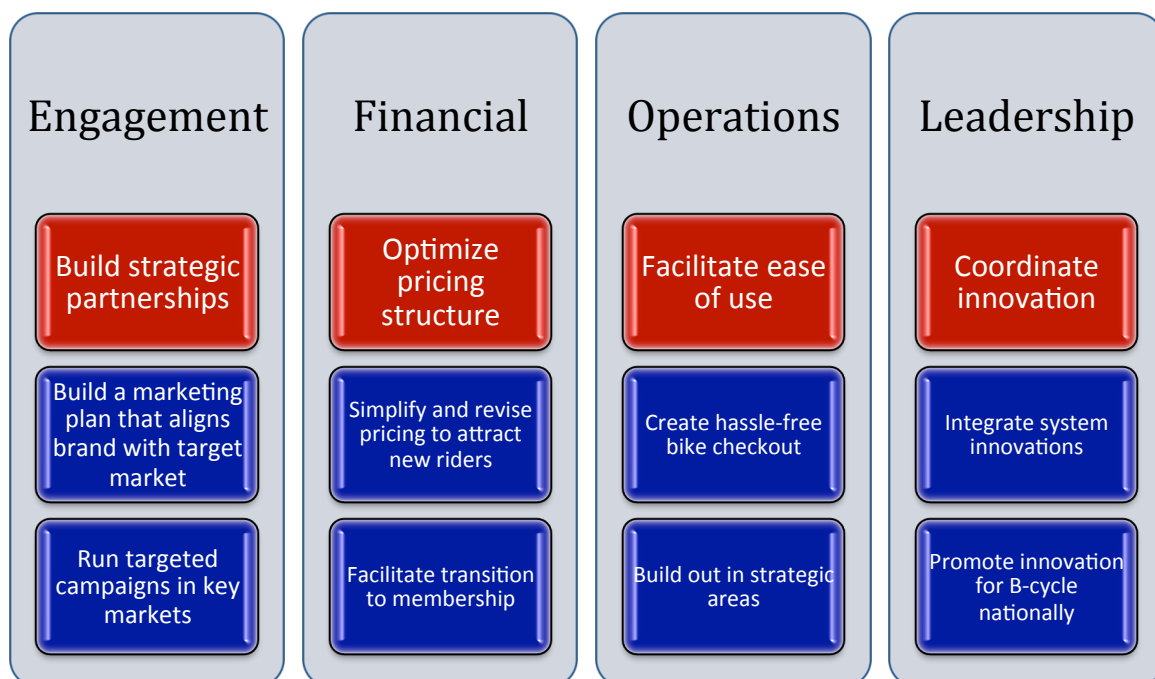 Engagement
Build strategic
partnerships
Build a marketing
plan that aligns
brand with target
market
Run targeted
campaigns in key
markets
Financial
Optimize
pricing
structure
Simplify and revise
pricing to attract
new riders
Facilitate transition
to membership
Operations
Facilitate ease
of use
Create hassle-free
bike checkout
Build out in strategic
areas
Leadership
Coordinate
innovation
Integrate system
innovations
Promote innovation
for B-cycle
nationally